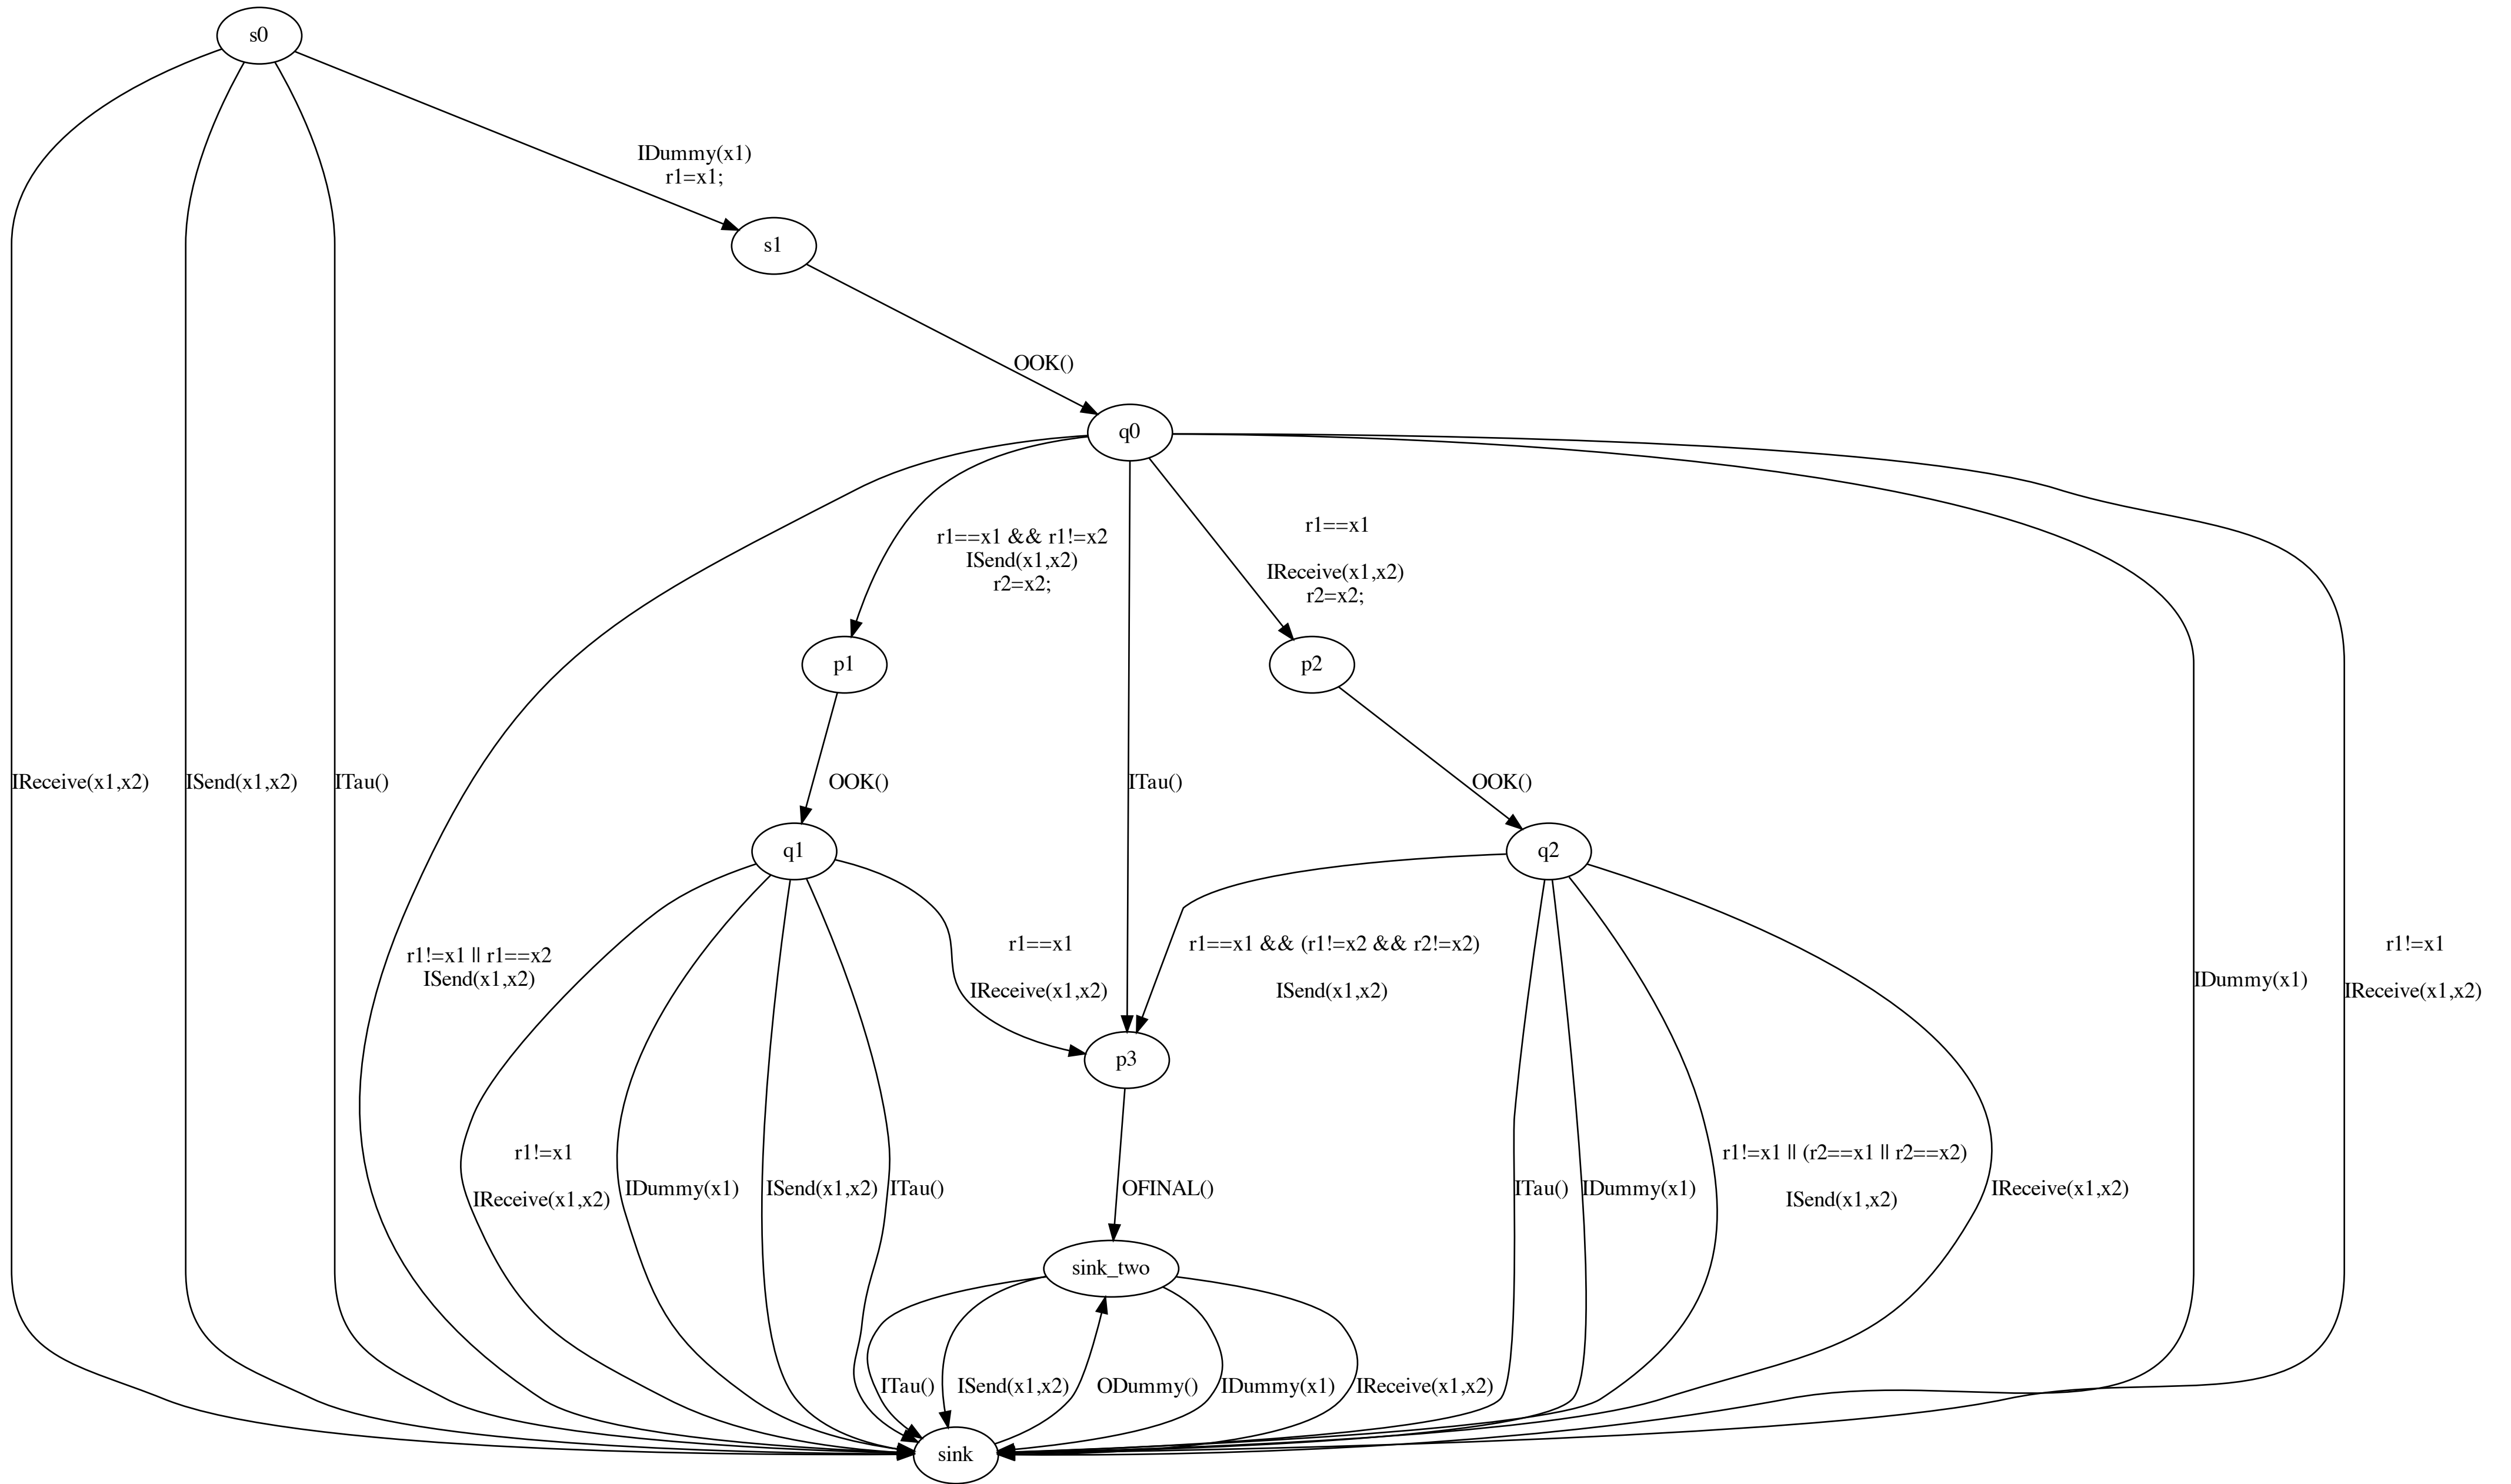 s0
IDummy(x1)
r1=x1;
s1
OOK()
q0
r1==x1
r1==x1 && r1!=x2
ISend(x1,x2)
r2=x2;
IReceive(x1,x2)
r2=x2;
p1
p2
IReceive(x1,x2)
ISend(x1,x2)
ITau()
OOK()
ITau()
OOK()
q1
q2
r1!=x1 || r1==x2
ISend(x1,x2)
r1==x1
IReceive(x1,x2)
r1==x1 && (r1!=x2 && r2!=x2)
ISend(x1,x2)
IDummy(x1)
r1!=x1
IReceive(x1,x2)
p3
r1!=x1
IReceive(x1,x2)
IDummy(x1)
ISend(x1,x2)
ITau()
OFINAL()
ITau()
IDummy(x1)
r1!=x1 || (r2==x1 || r2==x2)
ISend(x1,x2)
IReceive(x1,x2)
sink_two
ITau()
ISend(x1,x2)
ODummy()
IDummy(x1)
IReceive(x1,x2)
sink